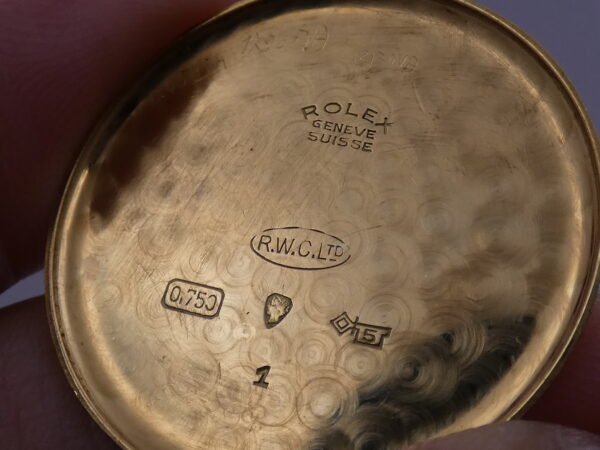 ROLEX
GENEVE
SUISSE
R.W.C. LTD
0,750
5
1